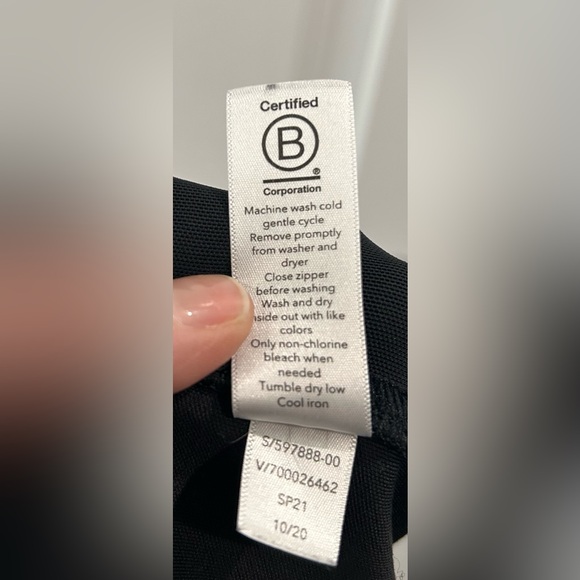 Certified
B
®
Corporation
Machine wash cold
gentle cycle
Remove promptly
from washer and
dryer
Close zipper
before washing
Wash and dry
side out with like
colors
Only non-chlorine
bleach when
needed
Tumble dry low
Cool iron
S/597888-00
V/700026462
SP21
10/20